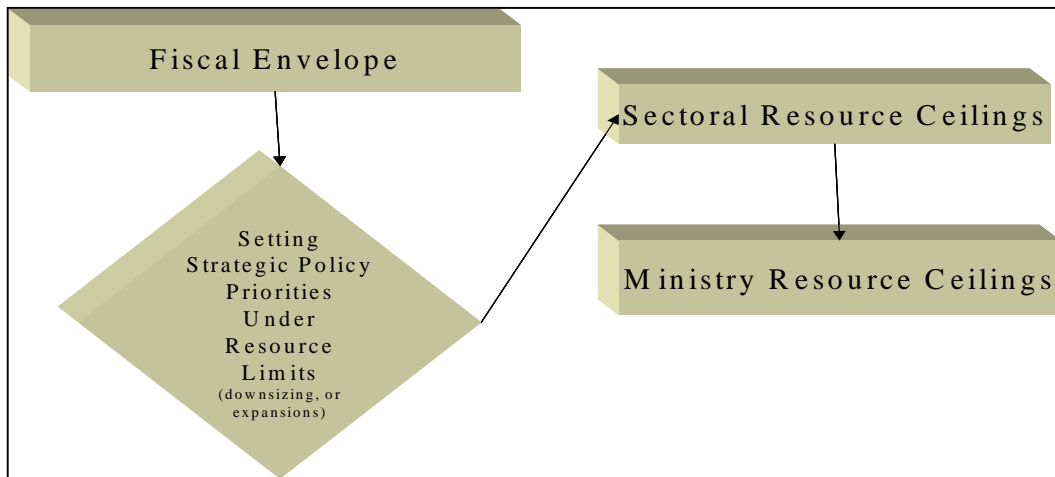 Fiscal Envelope
Setting
Strategic Policy
Priorities
Under
Resource
Limits
(downsizing, or
expansions)
Sectoral Resource Ceilings
Ministry Resource Ceilings